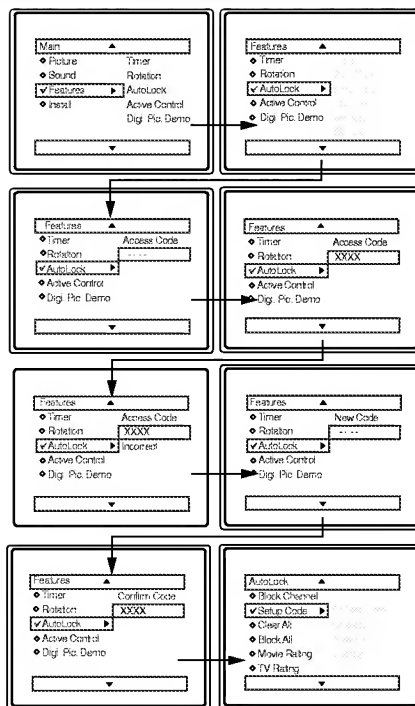 Main
Picture Timer
Sound Rotation
Features AutoLock
Install Active Control
Digi. Pic. Demo
Features
Timer
Rotation
AutoLock
Active Control
Digi. Pic. Demo
Features
Timer Access Code
Rotation - - - -
AutoLock
Active Control
Digi. Pic. Demo
Features
Timer Access Code
Rotation XXXX
AutoLock
Active Control
Digi. Pic. Demo
Features
Timer Access Code
Rotation XXXX
AutoLock Incorrect
Active Control
Digi. Pic. Demo
Features
Timer New Code
Rotation - - - -
AutoLock
Active Control
Digi. Pic. Demo
Features
Timer Confirm Code
Rotation XXXX
AutoLock
Active Control
Digi. Pic. Demo
AutoLock
Block Channel
Setup Code
Clear All
Block All
Movie Rating
TV Rating